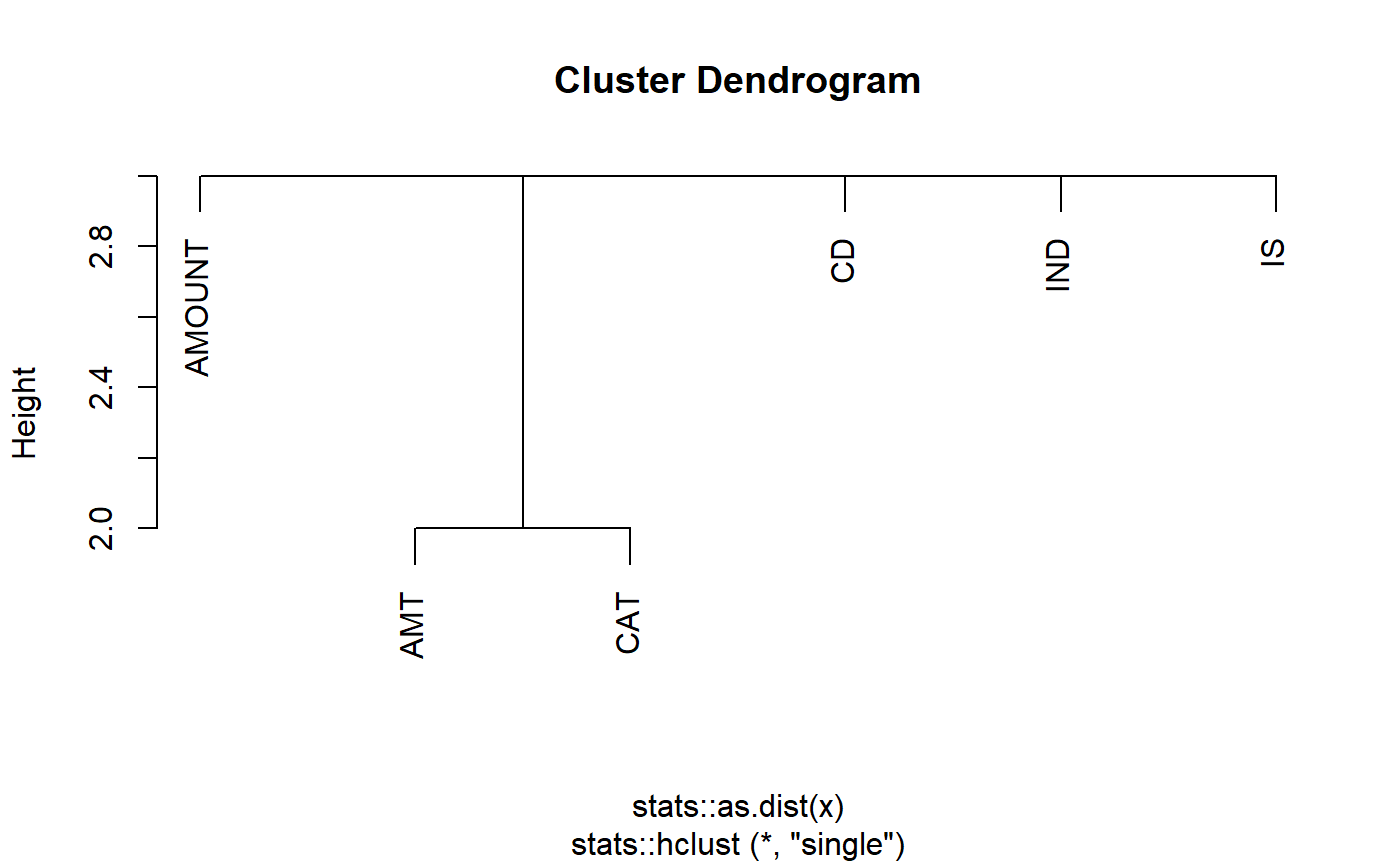 Cluster Dendrogram
Height
2.8
2.4
2.0
AMOUNT
AMT
CAT
CD
IND
IS
stats::as.dist(x)
stats::hclust (*, "single")